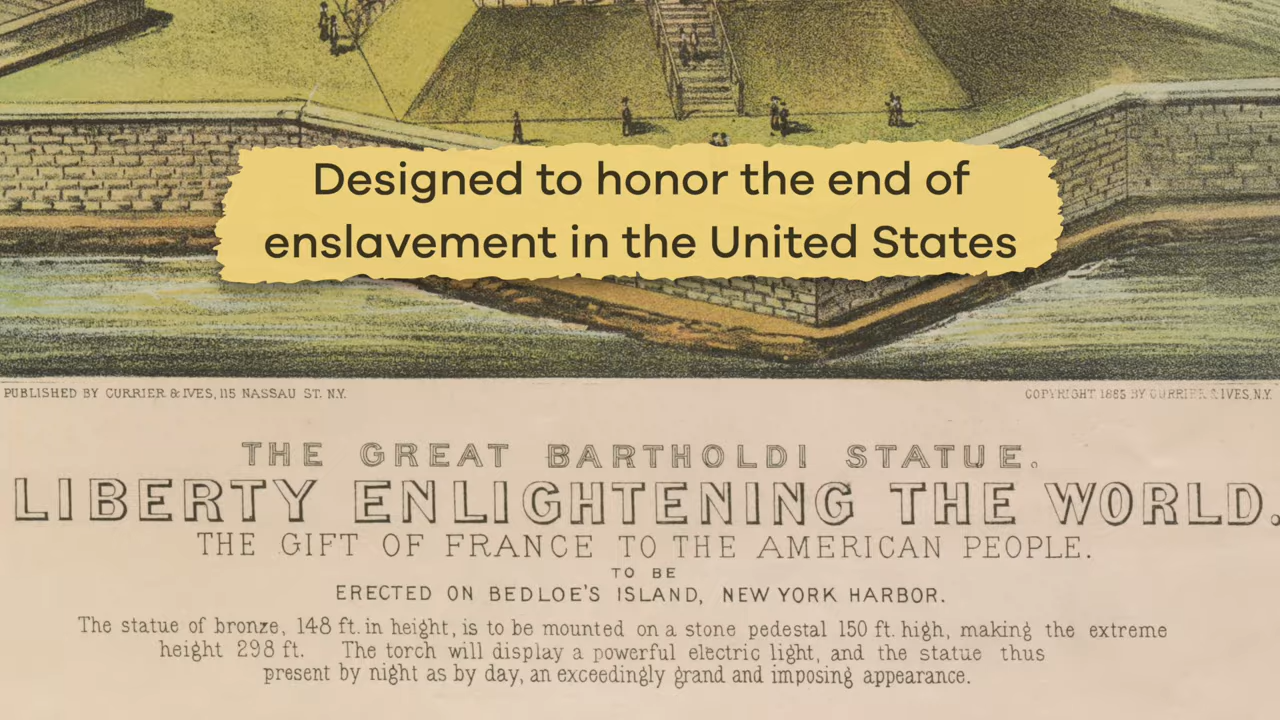 Designed to honor the end of
enslavement in the United States
PUBLISHED BY CURRIER & IVES, 115 NASSAU ST. N.Y.
COPYRIGHT 1885 BY CURRIER & IVES, N.Y.
THE GREAT BARTHOLDI STATUE.
LIBERTY ENLIGHTENING THE WORLD.
THE GIFT OF FRANCE TO THE AMERICAN PEOPLE.
TO BE
ERECTED ON BEDLOE'S ISLAND, NEW YORK HARBOR.
The statue of bronze, 148 ft. in height, is to be mounted on a stone pedestal 150 ft. high, making the extreme
height 298 ft. The torch will display a powerful electric light, and the statue thus
present by night as by day, an exceedingly grand and imposing appearance.